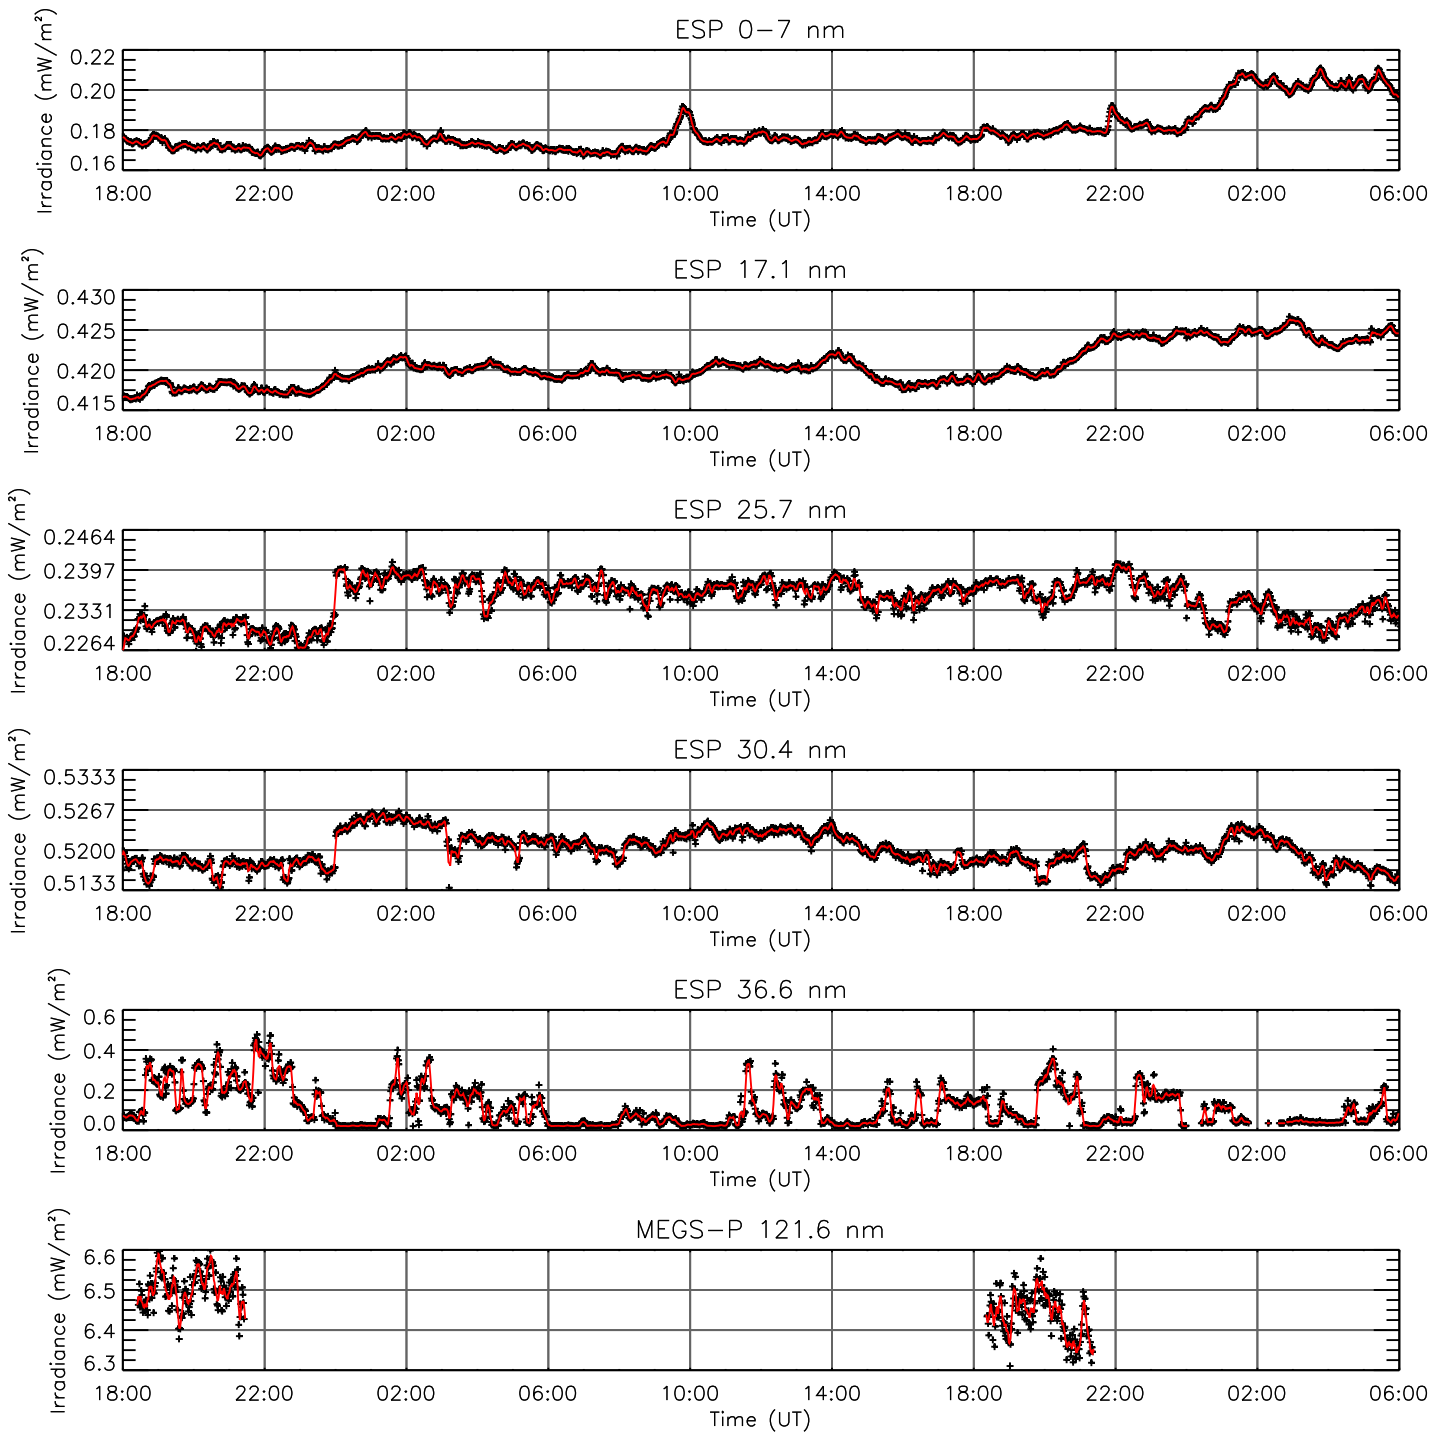 ESP 0−7 nm
Irradiance (mW/m²)
0.22
0.20
0.18
0.16
18:00 22:00 02:00 06:00 10:00 14:00 18:00 22:00 02:00 06:00
Time (UT)
ESP 17.1 nm
Irradiance (mW/m²)
0.430
0.425
0.420
0.415
18:00 22:00 02:00 06:00 10:00 14:00 18:00 22:00 02:00 06:00
Time (UT)
ESP 25.7 nm
Irradiance (mW/m²)
0.2464
0.2397
0.2331
0.2264
18:00 22:00 02:00 06:00 10:00 14:00 18:00 22:00 02:00 06:00
Time (UT)
ESP 30.4 nm
Irradiance (mW/m²)
0.5333
0.5267
0.5200
0.5133
18:00 22:00 02:00 06:00 10:00 14:00 18:00 22:00 02:00 06:00
Time (UT)
ESP 36.6 nm
Irradiance (mW/m²)
0.6
0.4
0.2
0.0
18:00 22:00 02:00 06:00 10:00 14:00 18:00 22:00 02:00 06:00
Time (UT)
MEGS−P 121.6 nm
Irradiance (mW/m²)
6.6
6.5
6.4
6.3
18:00 22:00 02:00 06:00 10:00 14:00 18:00 22:00 02:00 06:00
Time (UT)